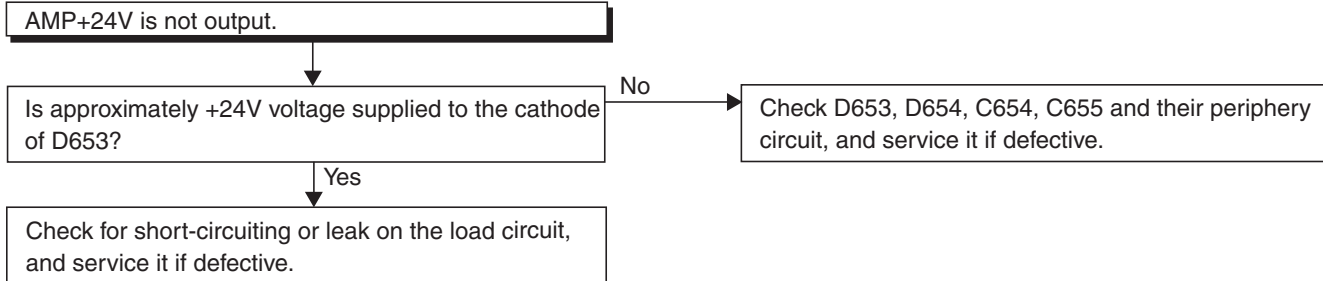 AMP+24V is not output.
Is approximately +24V voltage supplied to the cathode
of D653?
No
Check D653, D654, C654, C655 and their periphery
circuit, and service it if defective.
Yes
Check for short-circuiting or leak on the load circuit,
and service it if defective.